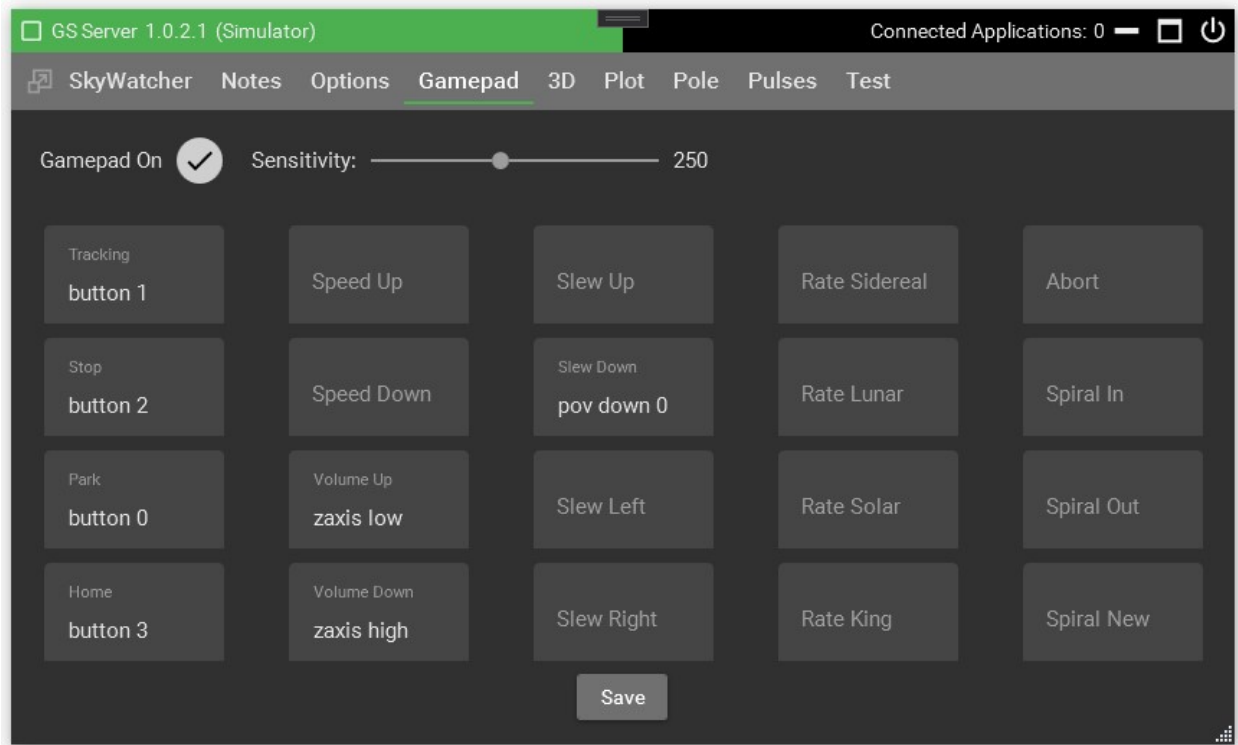 GS Server 1.0.2.1 (Simulator) Connected Applications: 0
SkyWatcher Notes Options Gamepad 3D Plot Pole Pulses Test
Gamepad On Sensitivity: 250
Tracking
button 1 Speed Up Slew Up Rate Sidereal Abort
Stop Slew Down
button 2 Speed Down pov down 0 Rate Lunar Spiral In
Park Volume Up
button 0 zaxis low Slew Left Rate Solar Spiral Out
Home Volume Down
button 3 zaxis high Slew Right Rate King Spiral New
Save